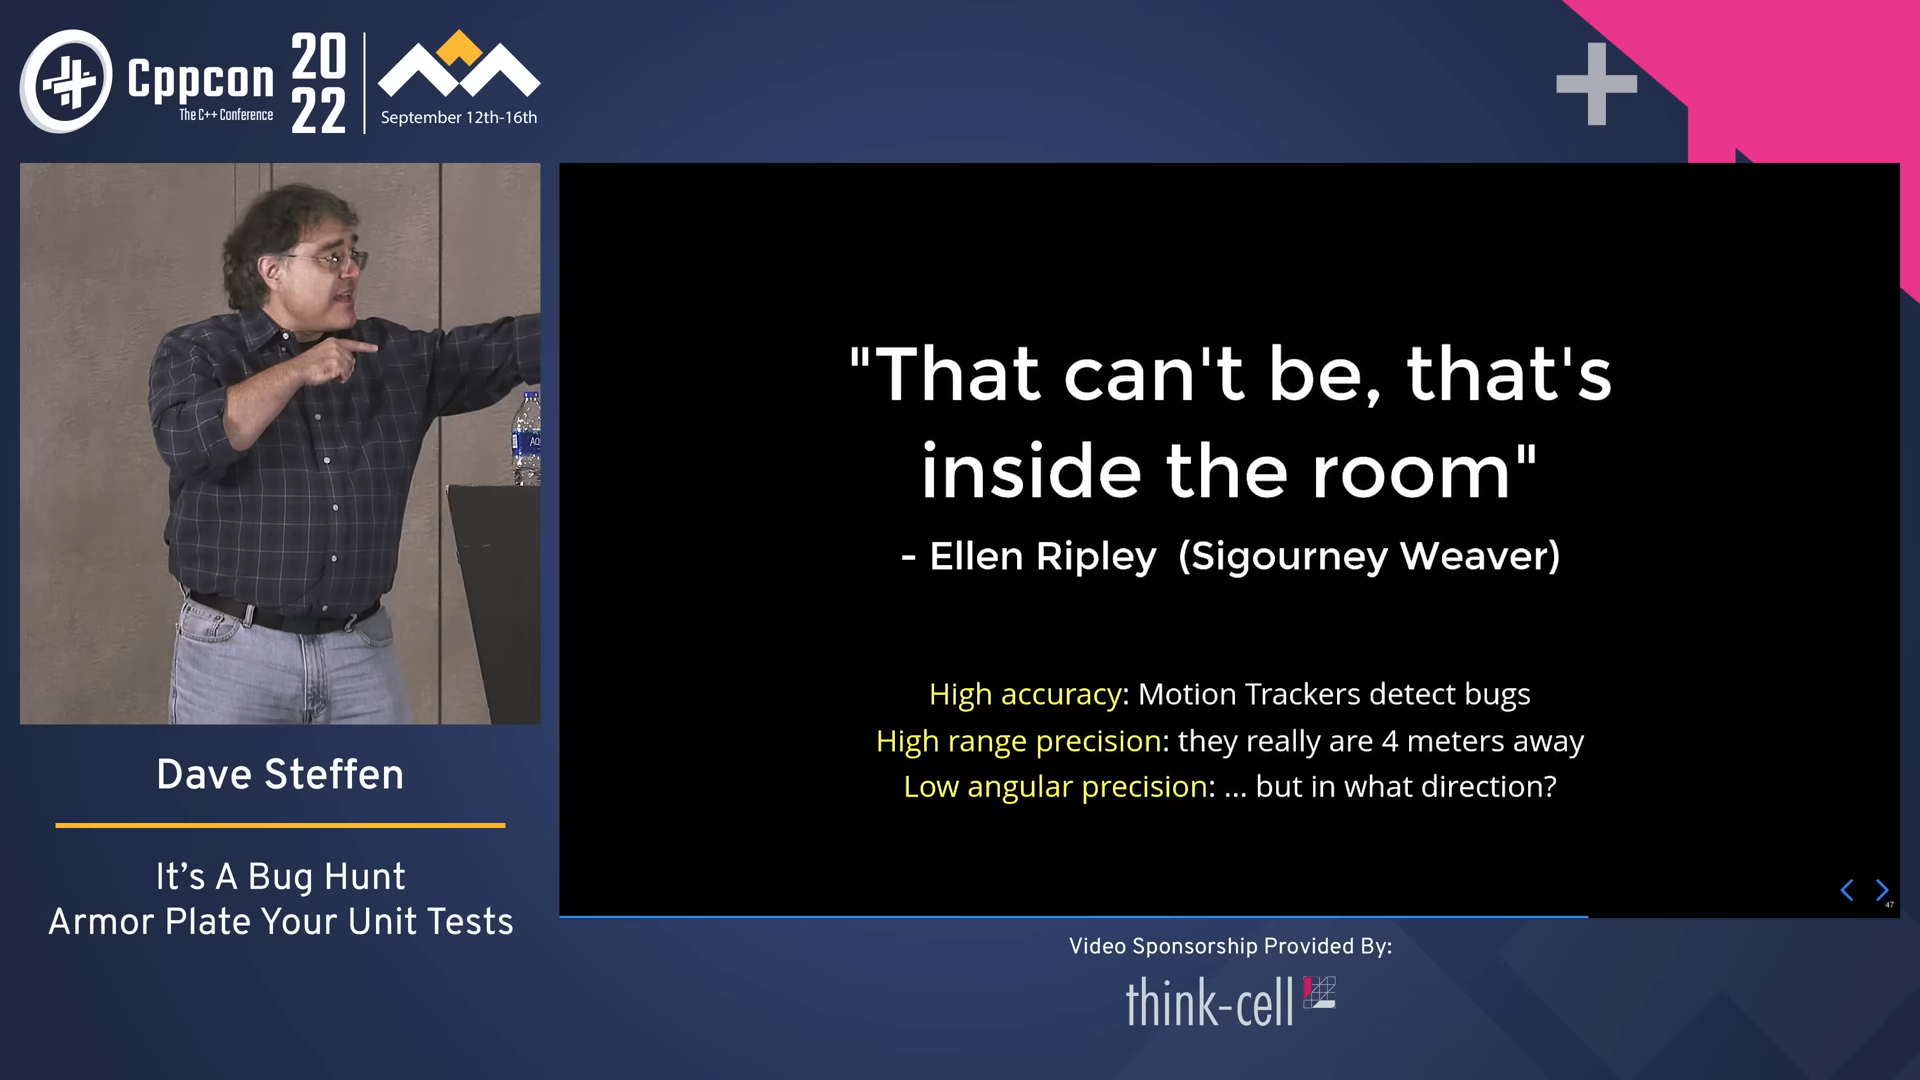 Cppcon
The C++ Conference
20
22
September 12th-16th
"That can't be, that's
inside the room"
- Ellen Ripley (Sigourney Weaver)
High accuracy: Motion Trackers detect bugs
High range precision: they really are 4 meters away
Low angular precision: ... but in what direction?
47
AQ
Dave Steffen
It's A Bug Hunt
Armor Plate Your Unit Tests
Video Sponsorship Provided By:
think-cell